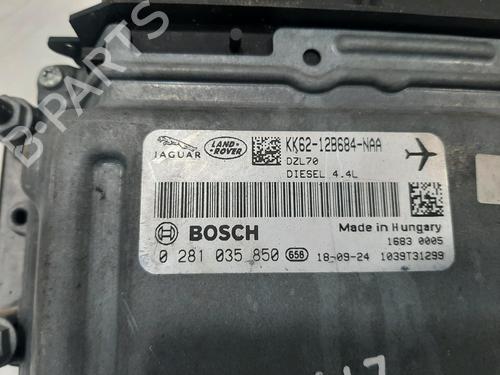 B-PARTS
JAGUAR
LAND ROVER
KK62-12B684-NAA
DZL70
DIESEL 4.4L
BOSCH
Made in Hungary
1683 0005
0 281 035 850 658 18-09-24 1039T31299